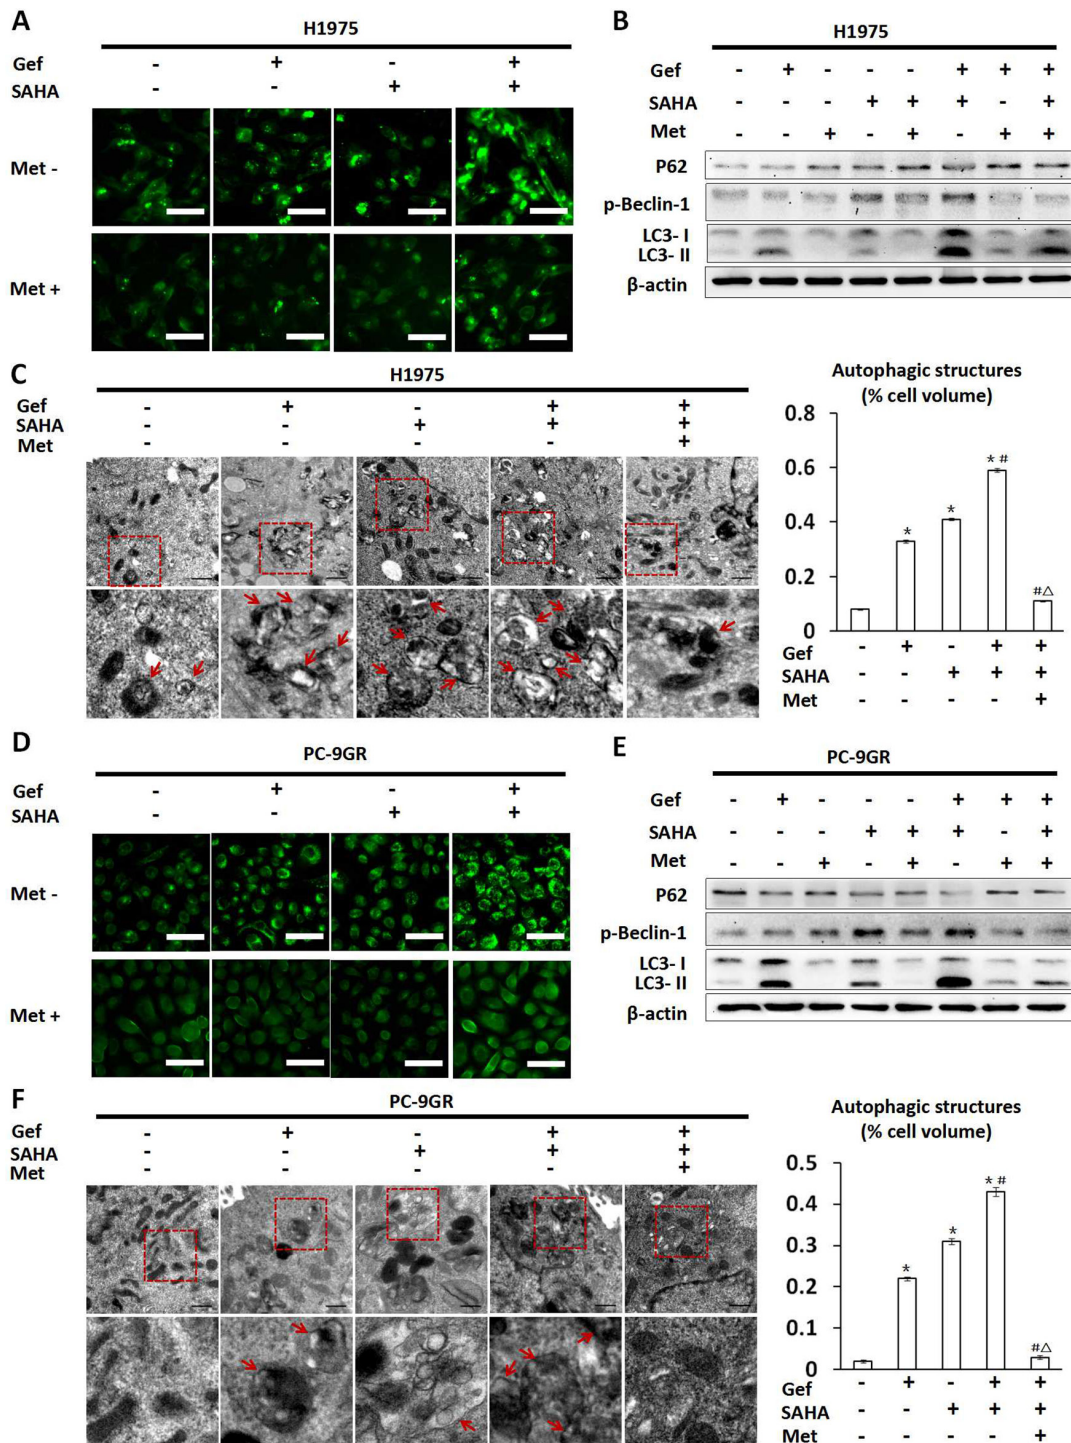 A
H1975
Gef - + - +
SAHA - - + +
Met -
Met +
B
H1975
Gef - + - - - + + +
SAHA - - - + + + - +
Met - - + - + - + +
P62
p-Beclin-1
LC3- I
LC3- II
β-actin
C
H1975
Gef - + - + +
SAHA - - + + +
Met - - - - +
Autophagic structures
(% cell volume)
0.8
0.6
0.4
0.2
0
* * * # #△
Gef - + - + +
SAHA - - + + +
Met - - - - +
D
PC-9GR
Gef - + - +
SAHA - - + +
Met -
Met +
E
PC-9GR
Gef - + - - - + + +
SAHA - - - + + + - +
Met - - + - + - + +
P62
p-Beclin-1
LC3- I
LC3- II
β-actin
F
PC-9GR
Gef - + - + +
SAHA - - + + +
Met - - - - +
Autophagic structures
(% cell volume)
0.5
0.4
0.3
0.2
0.1
0
* * * # #△
Gef - + - + +
SAHA - - + + +
Met - - - - +